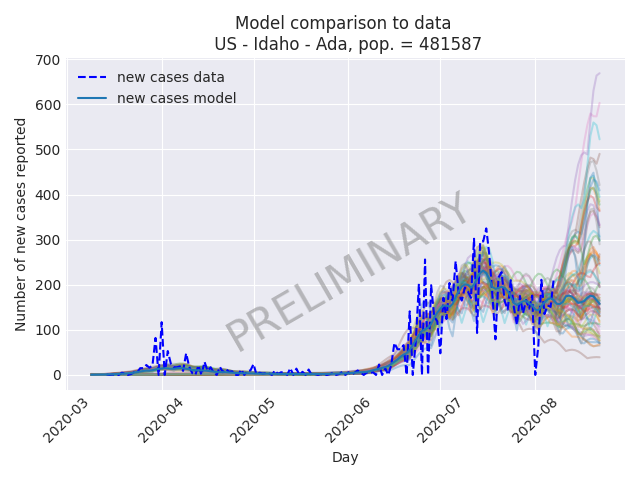 Model comparison to data
US - Idaho - Ada, pop. = 481587
700
600
500
400
300
200
100
0
Number of new cases reported
new cases data
new cases model
PRELIMINARY
2020-03
2020-04
2020-05
2020-06
2020-07
2020-08
Day